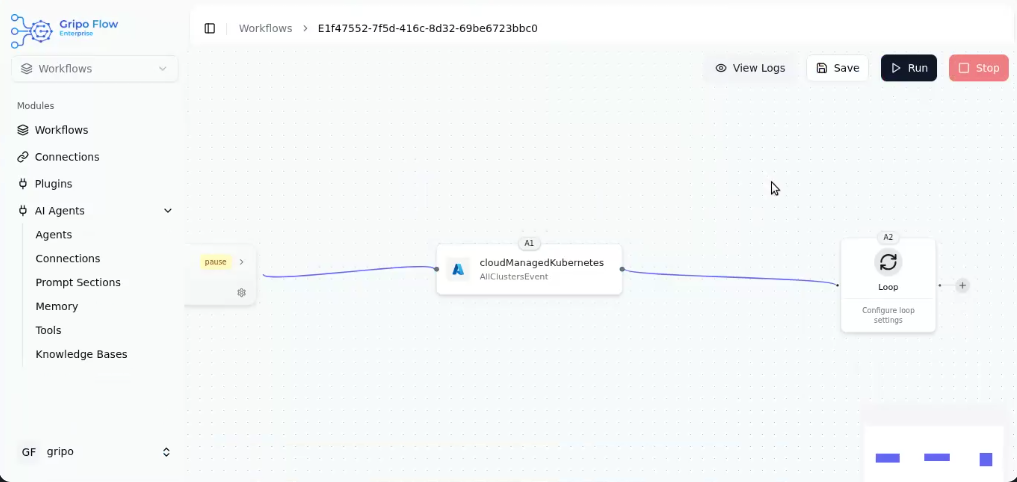 Gripo Flow
Enterprise
Workflows
Modules
Workflows
Connections
Plugins
AI Agents
Agents
Connections
Prompt Sections
Memory
Tools
Knowledge Bases
GF gripo
Workflows > E1f47552-7f5d-416c-8d32-69be6723bbc0
View Logs Save Run Stop
pause
A1
cloudManagedKubernetes
AllClustersEvent
A2
Loop
Configure loop
settings